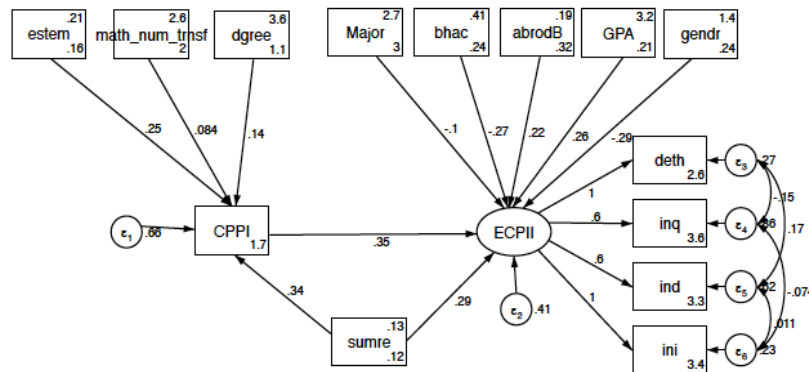 .21
estem
.16
2.6
math_num_trnsf
2
3.6
dgree
1.1
2.7
Major
3
.41
bhac
.24
.19
abrodB
.32
3.2
GPA
.21
1.4
gendr
.24
.25
.084
.14
-.1
-.27
.22
.26
-.29
ε1
.66
CPPI
1.7
.35
ECPII
ε2
.41
.34
.29
.13
sumre
.12
1
deth
2.6
ε3
.27
.6
inq
3.6
ε4
.6
ind
3.3
ε5
1
ini
3.4
ε6
.23
-.15
.17
-.074
.011